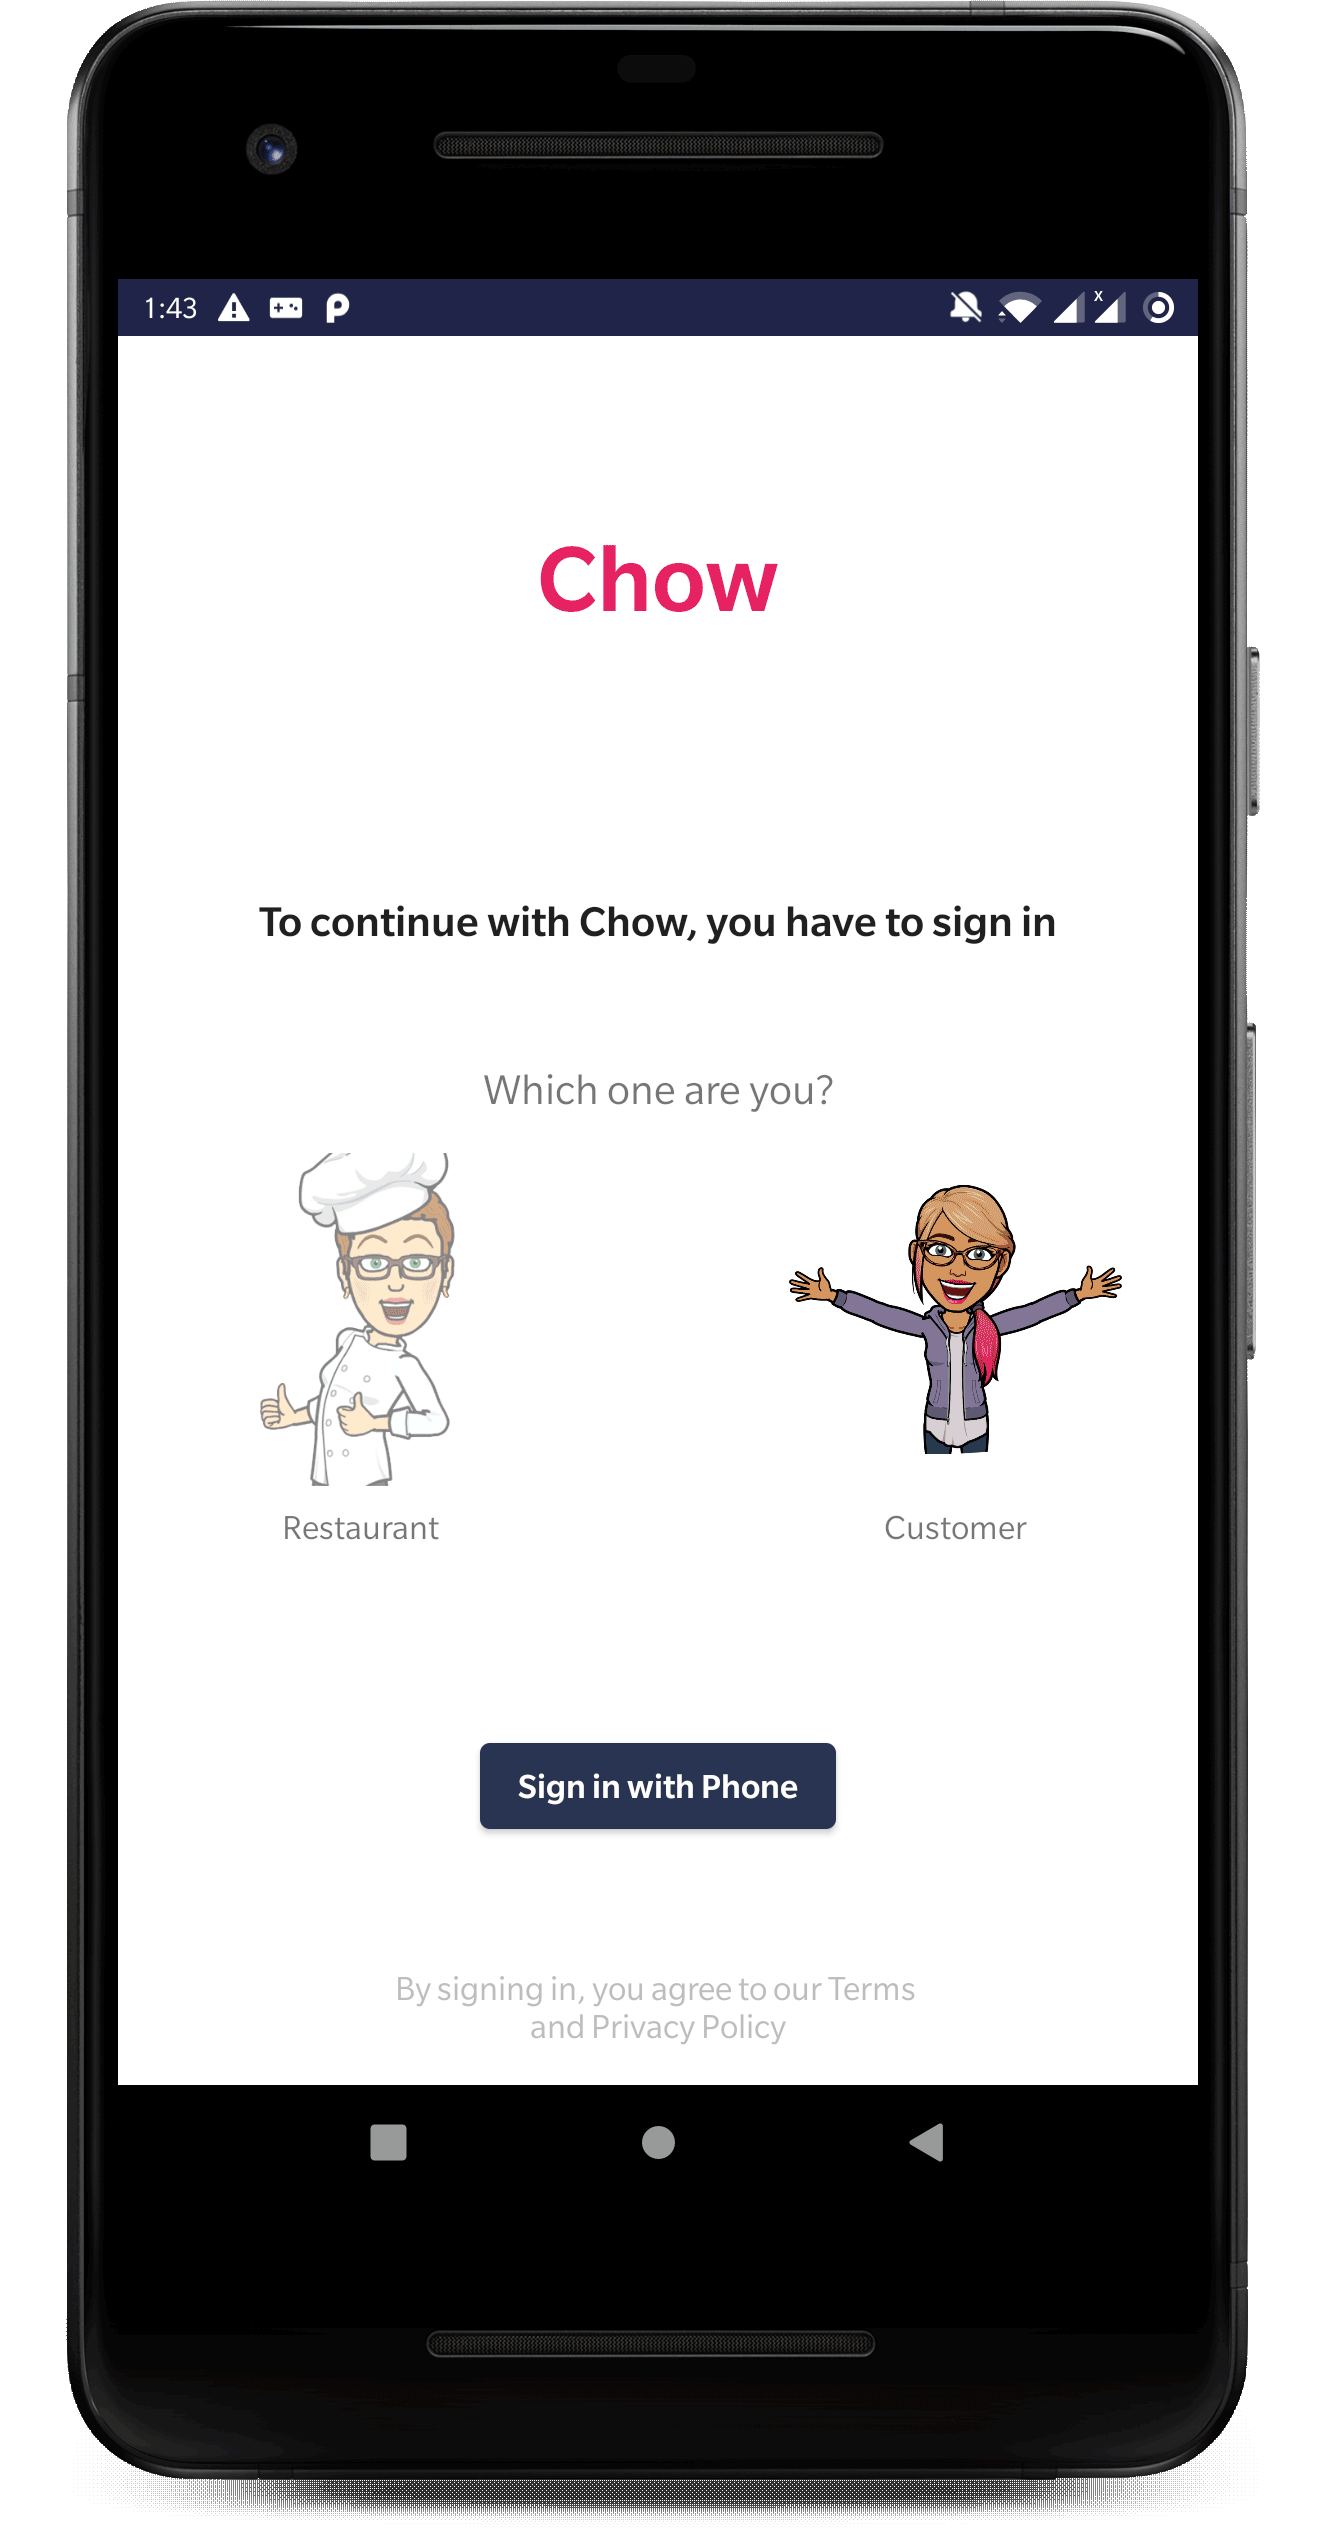 1:43
x
Chow
To continue with Chow, you have to sign in
Which one are you?
Restaurant
Customer
Sign in with Phone
By signing in, you agree to our Terms
and Privacy Policy